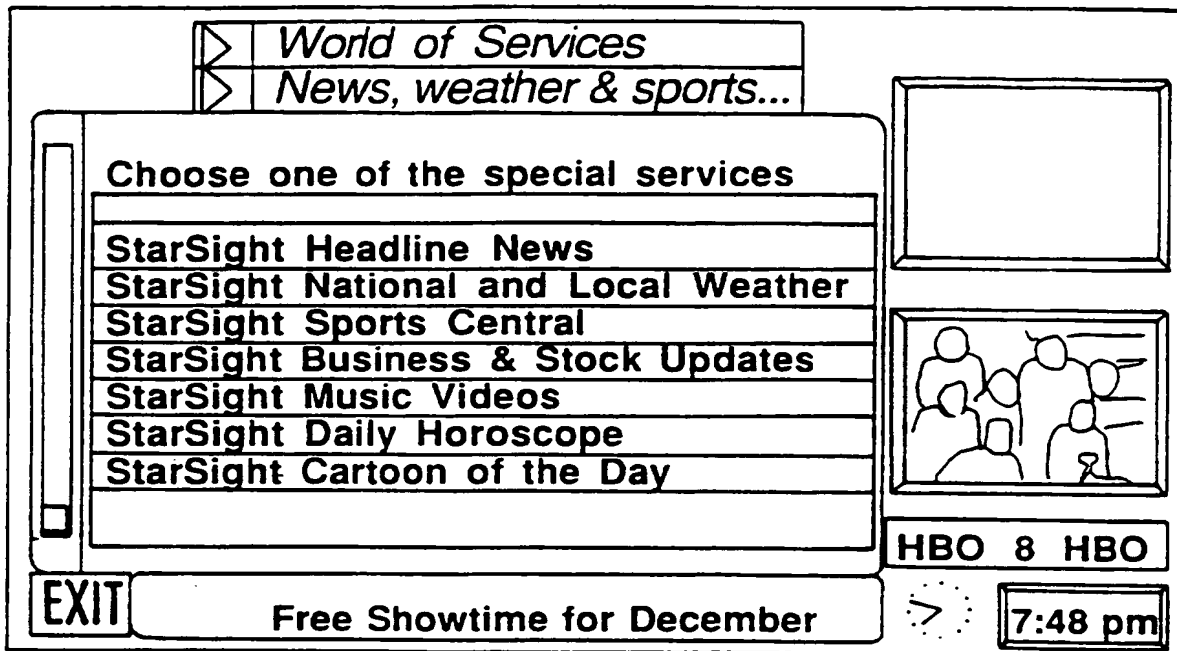 World of Services
News, weather & sports...
Choose one of the special services
StarSight Headline News
StarSight National and Local Weather
StarSight Sports Central
StarSight Business & Stock Updates
StarSight Music Videos
StarSight Daily Horoscope
StarSight Cartoon of the Day
HBO 8 HBO
EXIT
Free Showtime for December
7:48 pm